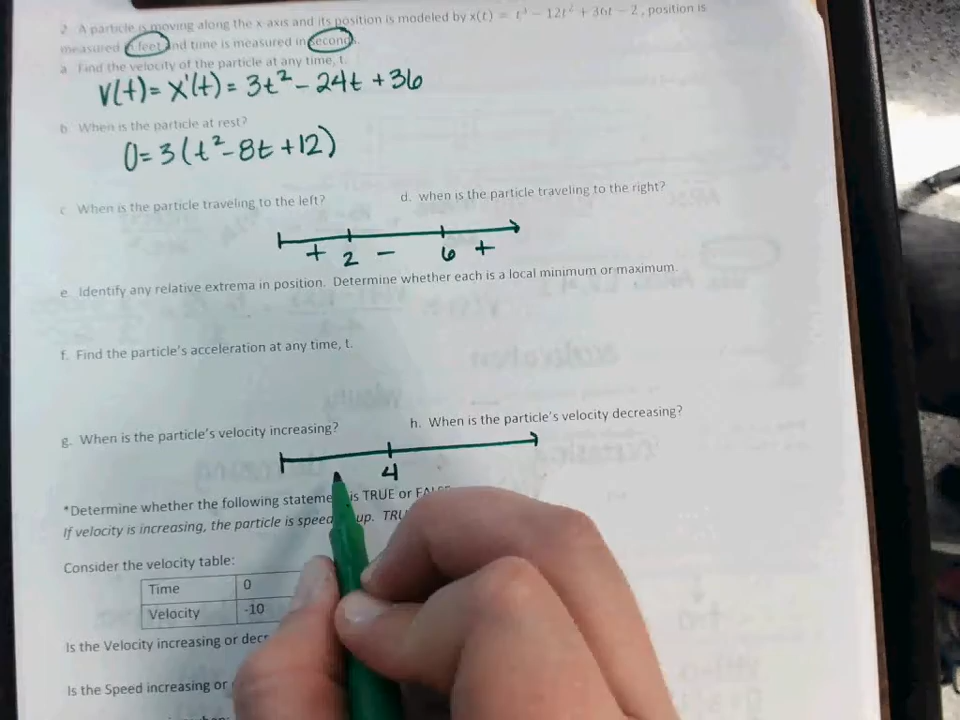 2. A particle is moving along the x-axis and its position is modeled by x(t) = t³ − 12t² + 36t − 2, position is
measured in feet and time is measured in seconds.
a. Find the velocity of the particle at any time, t.
v(t) = x'(t) = 3t² − 24t + 36
b. When is the particle at rest?
0 = 3(t² − 8t + 12)
c. When is the particle traveling to the left? d. when is the particle traveling to the right?
+ 2 − 6 +
e. Identify any relative extrema in position. Determine whether each is a local minimum or maximum.
f. Find the particle's acceleration at any time, t.
g. When is the particle's velocity increasing? h. When is the particle's velocity decreasing?
4
*Determine whether the following is TRUE or
If velocity is increasing, the particle is up.
Consider the velocity table:
Time 0
Velocity -10
Is the Velocity increasing or
Is the Speed increasing or